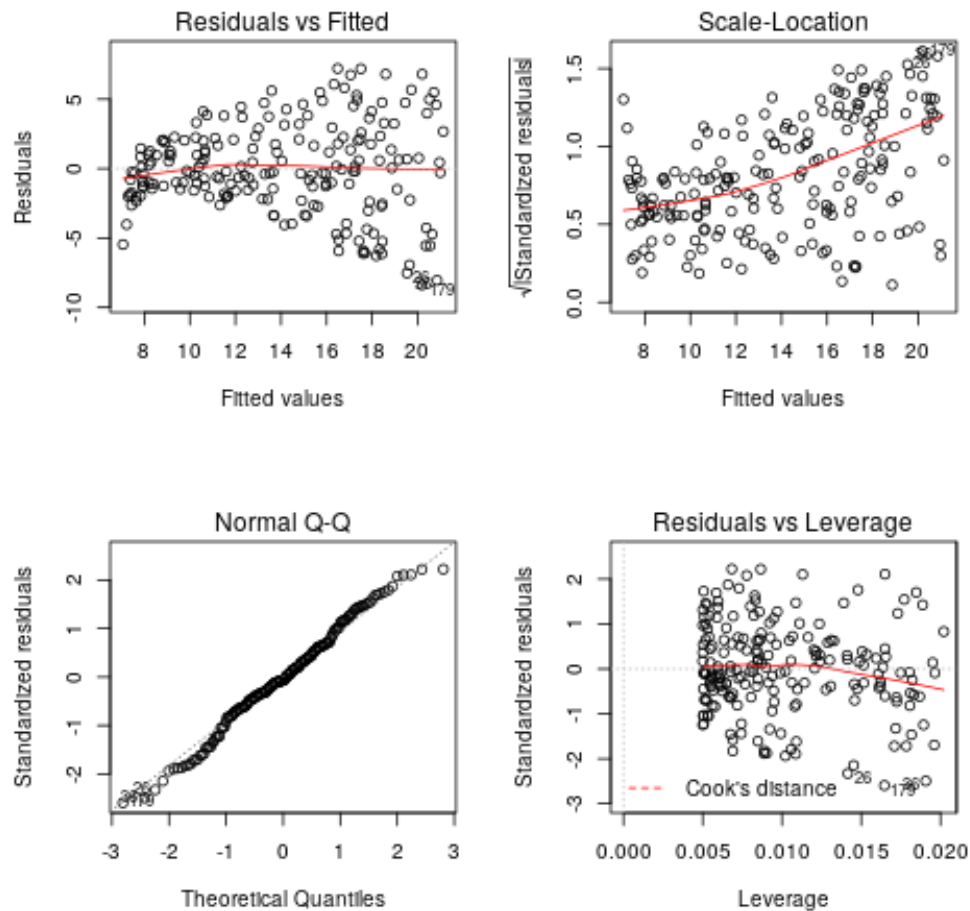 Residuals vs Fitted
Residuals
5
0
-5
-10
179
8 10 12 14 16 18 20
Fitted values
Scale-Location
√|Standardized residuals|
1.5
1.0
0.5
0.0
179
8 10 12 14 16 18 20
Fitted values
Normal Q-Q
Standardized residuals
2
1
0
-1
-2
26
179
-3 -2 -1 0 1 2 3
Theoretical Quantiles
Residuals vs Leverage
Standardized residuals
2
1
0
-1
-2
-3
26
179
Cook's distance
0.000 0.005 0.010 0.015 0.020
Leverage